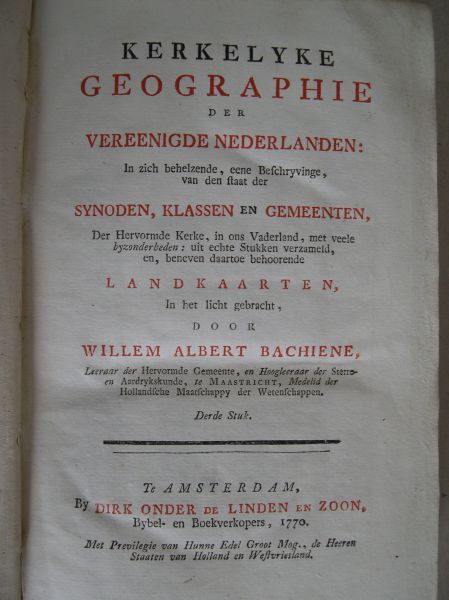 KERKELYKE
GEOGRAPHIE
DER
VEREENIGDE NEDERLANDEN:
In zich behelzende, eene Beſchryvinge,
van den ſtaat der
SYNODEN, KLASSEN EN GEMEENTEN,
Der Hervormde Kerke, in ons Vaderland, met veele
byzonderheden: uit echte Stukken verzameld,
en, beneven daartoe behoorende
LANDKAARTEN,
In het licht gebracht,
DOOR
WILLEM ALBERT BACHIENE,
Leeraar der Hervormde Gemeente, en Hoogleeraar der Sterre-
en Aardrykskunde, te MAASTRICHT, Medelid der
Hollandſche Maatſchappy der Wetenſchappen.
Derde Stuk.
Te AMSTERDAM,
By DIRK ONDER DE LINDEN EN ZOON,
Bybel- en Boekverkopers, 1770.
Met Previlegie van Hunne Edel Groot Mog., de Heeren
Staaten van Holland en Weſtvriesland.